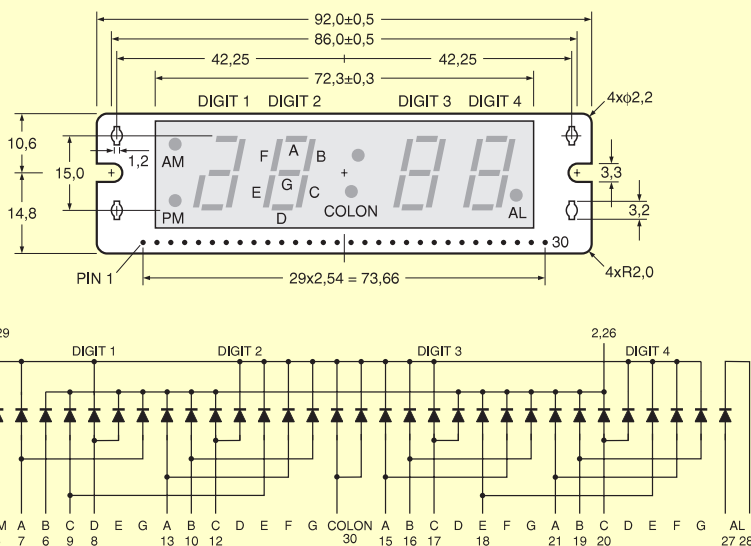 92,0±0,5
86,0±0,5
42,25 42,25
72,3±0,3
DIGIT 1 DIGIT 2 DIGIT 3 DIGIT 4
4xϕ2,2
10,6
15,0
14,8
1,2
AM
PM
F A B
G
E C
D
COLON
AL
3,3
3,2
30
PIN 1
29x2,54 = 73,66
4xR2,0
29
2,26
DIGIT 1 DIGIT 2 DIGIT 3 DIGIT 4
M A B C D E G A B C D E F G COLON A B C D E F G A B C D E F G AL
7 6 9 8 13 10 12 30 15 16 17 18 21 19 20 27 28